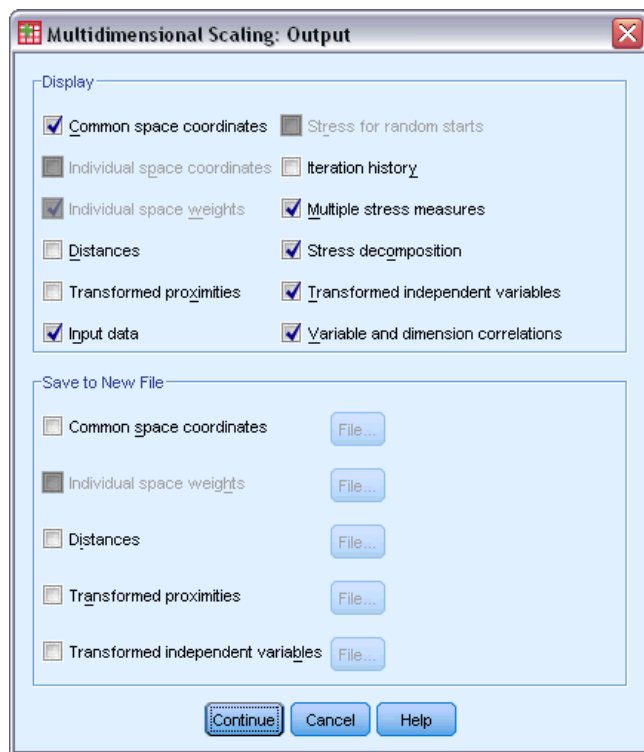 Multidimensional Scaling: Output
Display
Common space coordinates
Stress for random starts
Individual space coordinates
Iteration history
Individual space weights
Multiple stress measures
Distances
Stress decomposition
Transformed proximities
Transformed independent variables
Input data
Variable and dimension correlations
Save to New File
Common space coordinates
File...
Individual space weights
File...
Distances
File...
Transformed proximities
File...
Transformed independent variables
File...
Continue
Cancel
Help